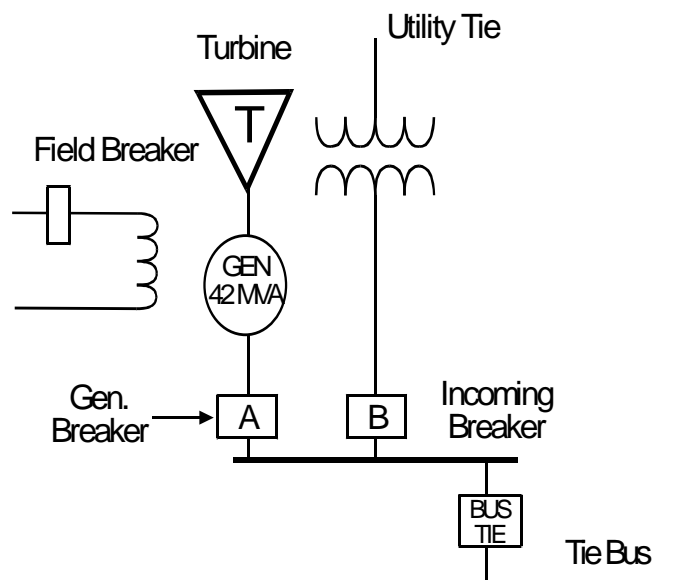 Utility Tie
Turbine
T
Field Breaker
GEN
42 MVA
Gen.
Breaker
A
B
Incoming
Breaker
BUS
TIE
Tie Bus